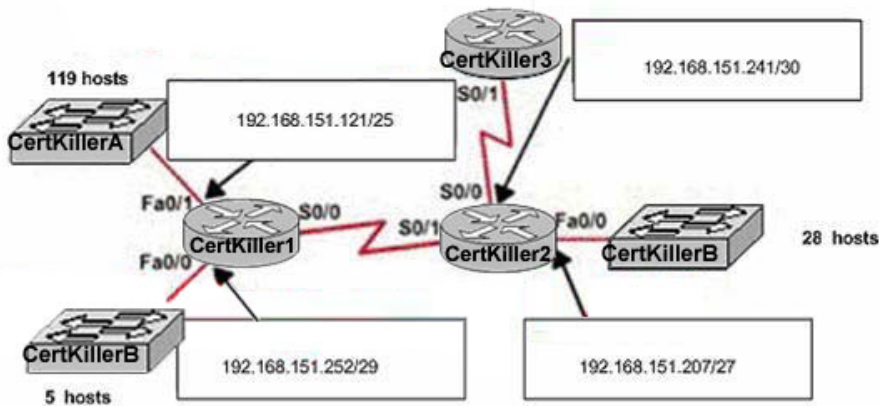 CertKiller3
192.168.151.241/30
119 hosts
S0/1
192.168.151.121/25
CertKillerA
Fa0/1
S0/0
S0/0
S0/1
Fa0/0
CertKiller1
CertKiller2
CertKillerB
28 hosts
Fa0/0
CertKillerB
192.168.151.252/29
192.168.151.207/27
5 hosts